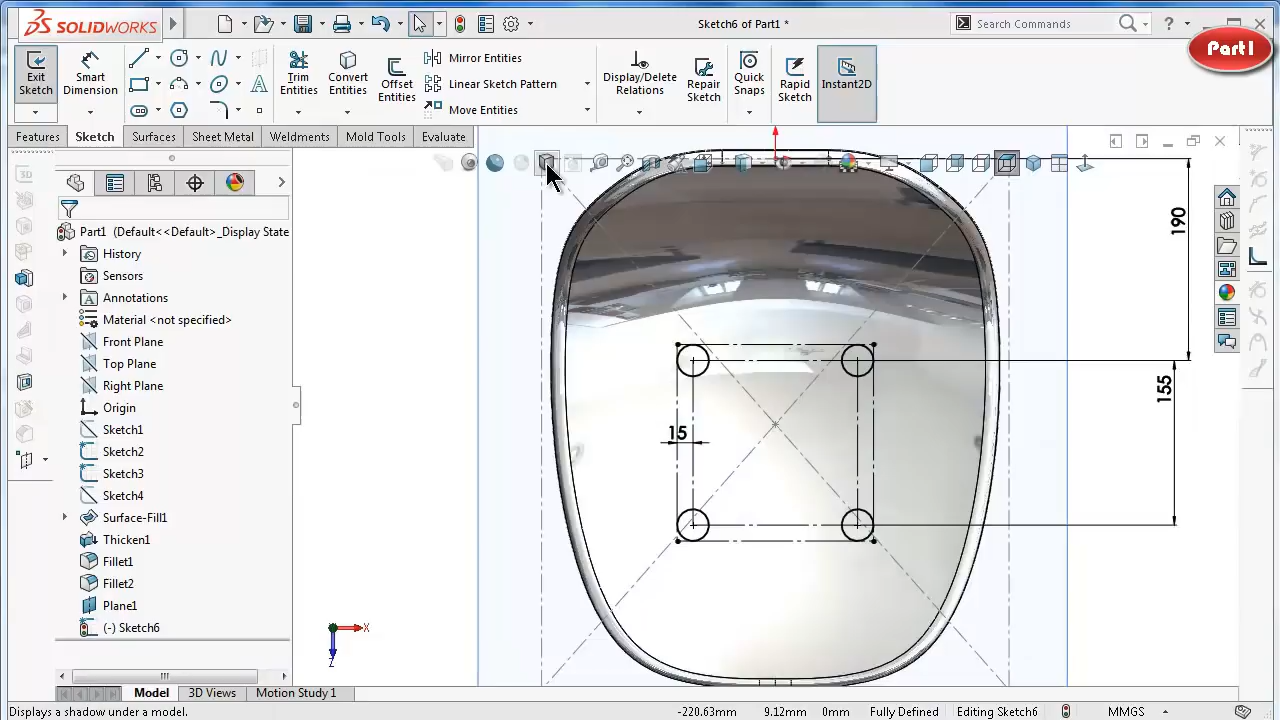 SOLIDWORKS
Sketch6 of Part1 *
Search Commands
?
Part1
Exit Sketch
Smart Dimension
Trim Entities
Convert Entities
Offset Entities
Mirror Entities
Linear Sketch Pattern
Move Entities
Display/Delete Relations
Repair Sketch
Quick Snaps
Rapid Sketch
Instant2D
Features
Sketch
Surfaces
Sheet Metal
Weldments
Mold Tools
Evaluate
Part1 (Default<<Default>_Display State
History
Sensors
Annotations
Material <not specified>
Front Plane
Top Plane
Right Plane
Origin
Sketch1
Sketch2
Sketch3
Sketch4
Surface-Fill1
Thicken1
Fillet1
Fillet2
Plane1
(-) Sketch6
190
155
15
X
Z
Model
3D Views
Motion Study 1
Displays a shadow under a model.
-220.63mm
9.12mm
0mm
Fully Defined
Editing Sketch6
MMGS